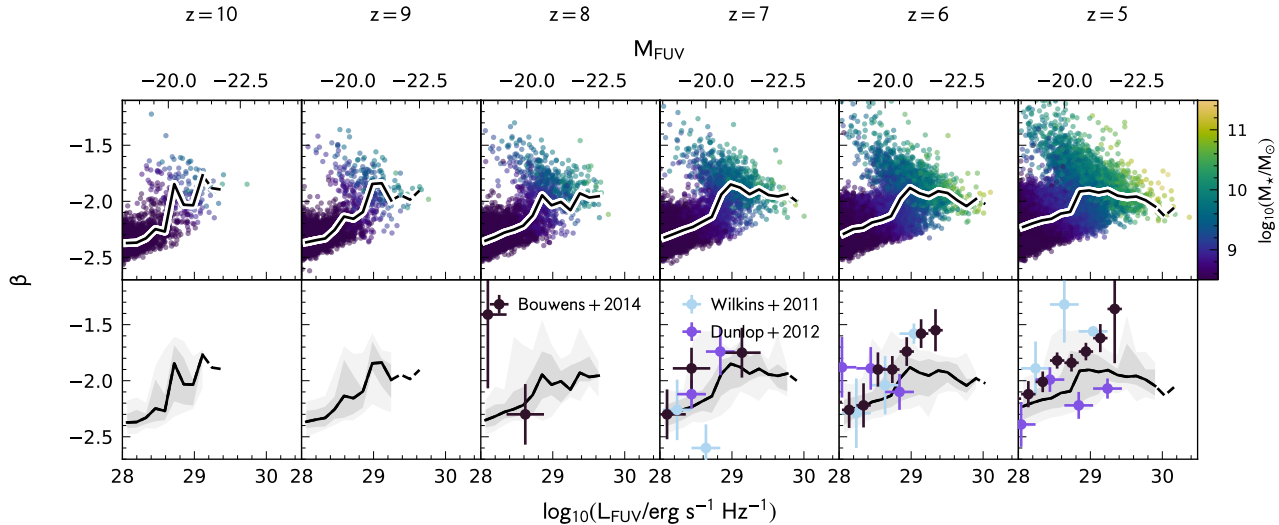 z = 10 z = 9 z = 8 z = 7 z = 6 z = 5
M_FUV
−20.0 −22.5 −20.0 −22.5 −20.0 −22.5 −20.0 −22.5 −20.0 −22.5 −20.0 −22.5
−1.5
−2.0
−2.5
11
10
9
log₁₀(M⋆/M⊙)
β
Bouwens + 2014
Wilkins + 2011
Dunlop + 2012
−1.5
−2.0
−2.5
28 29 30 28 29 30 28 29 30 28 29 30 28 29 30 28 29 30
log₁₀(L_FUV/erg s⁻¹ Hz⁻¹)